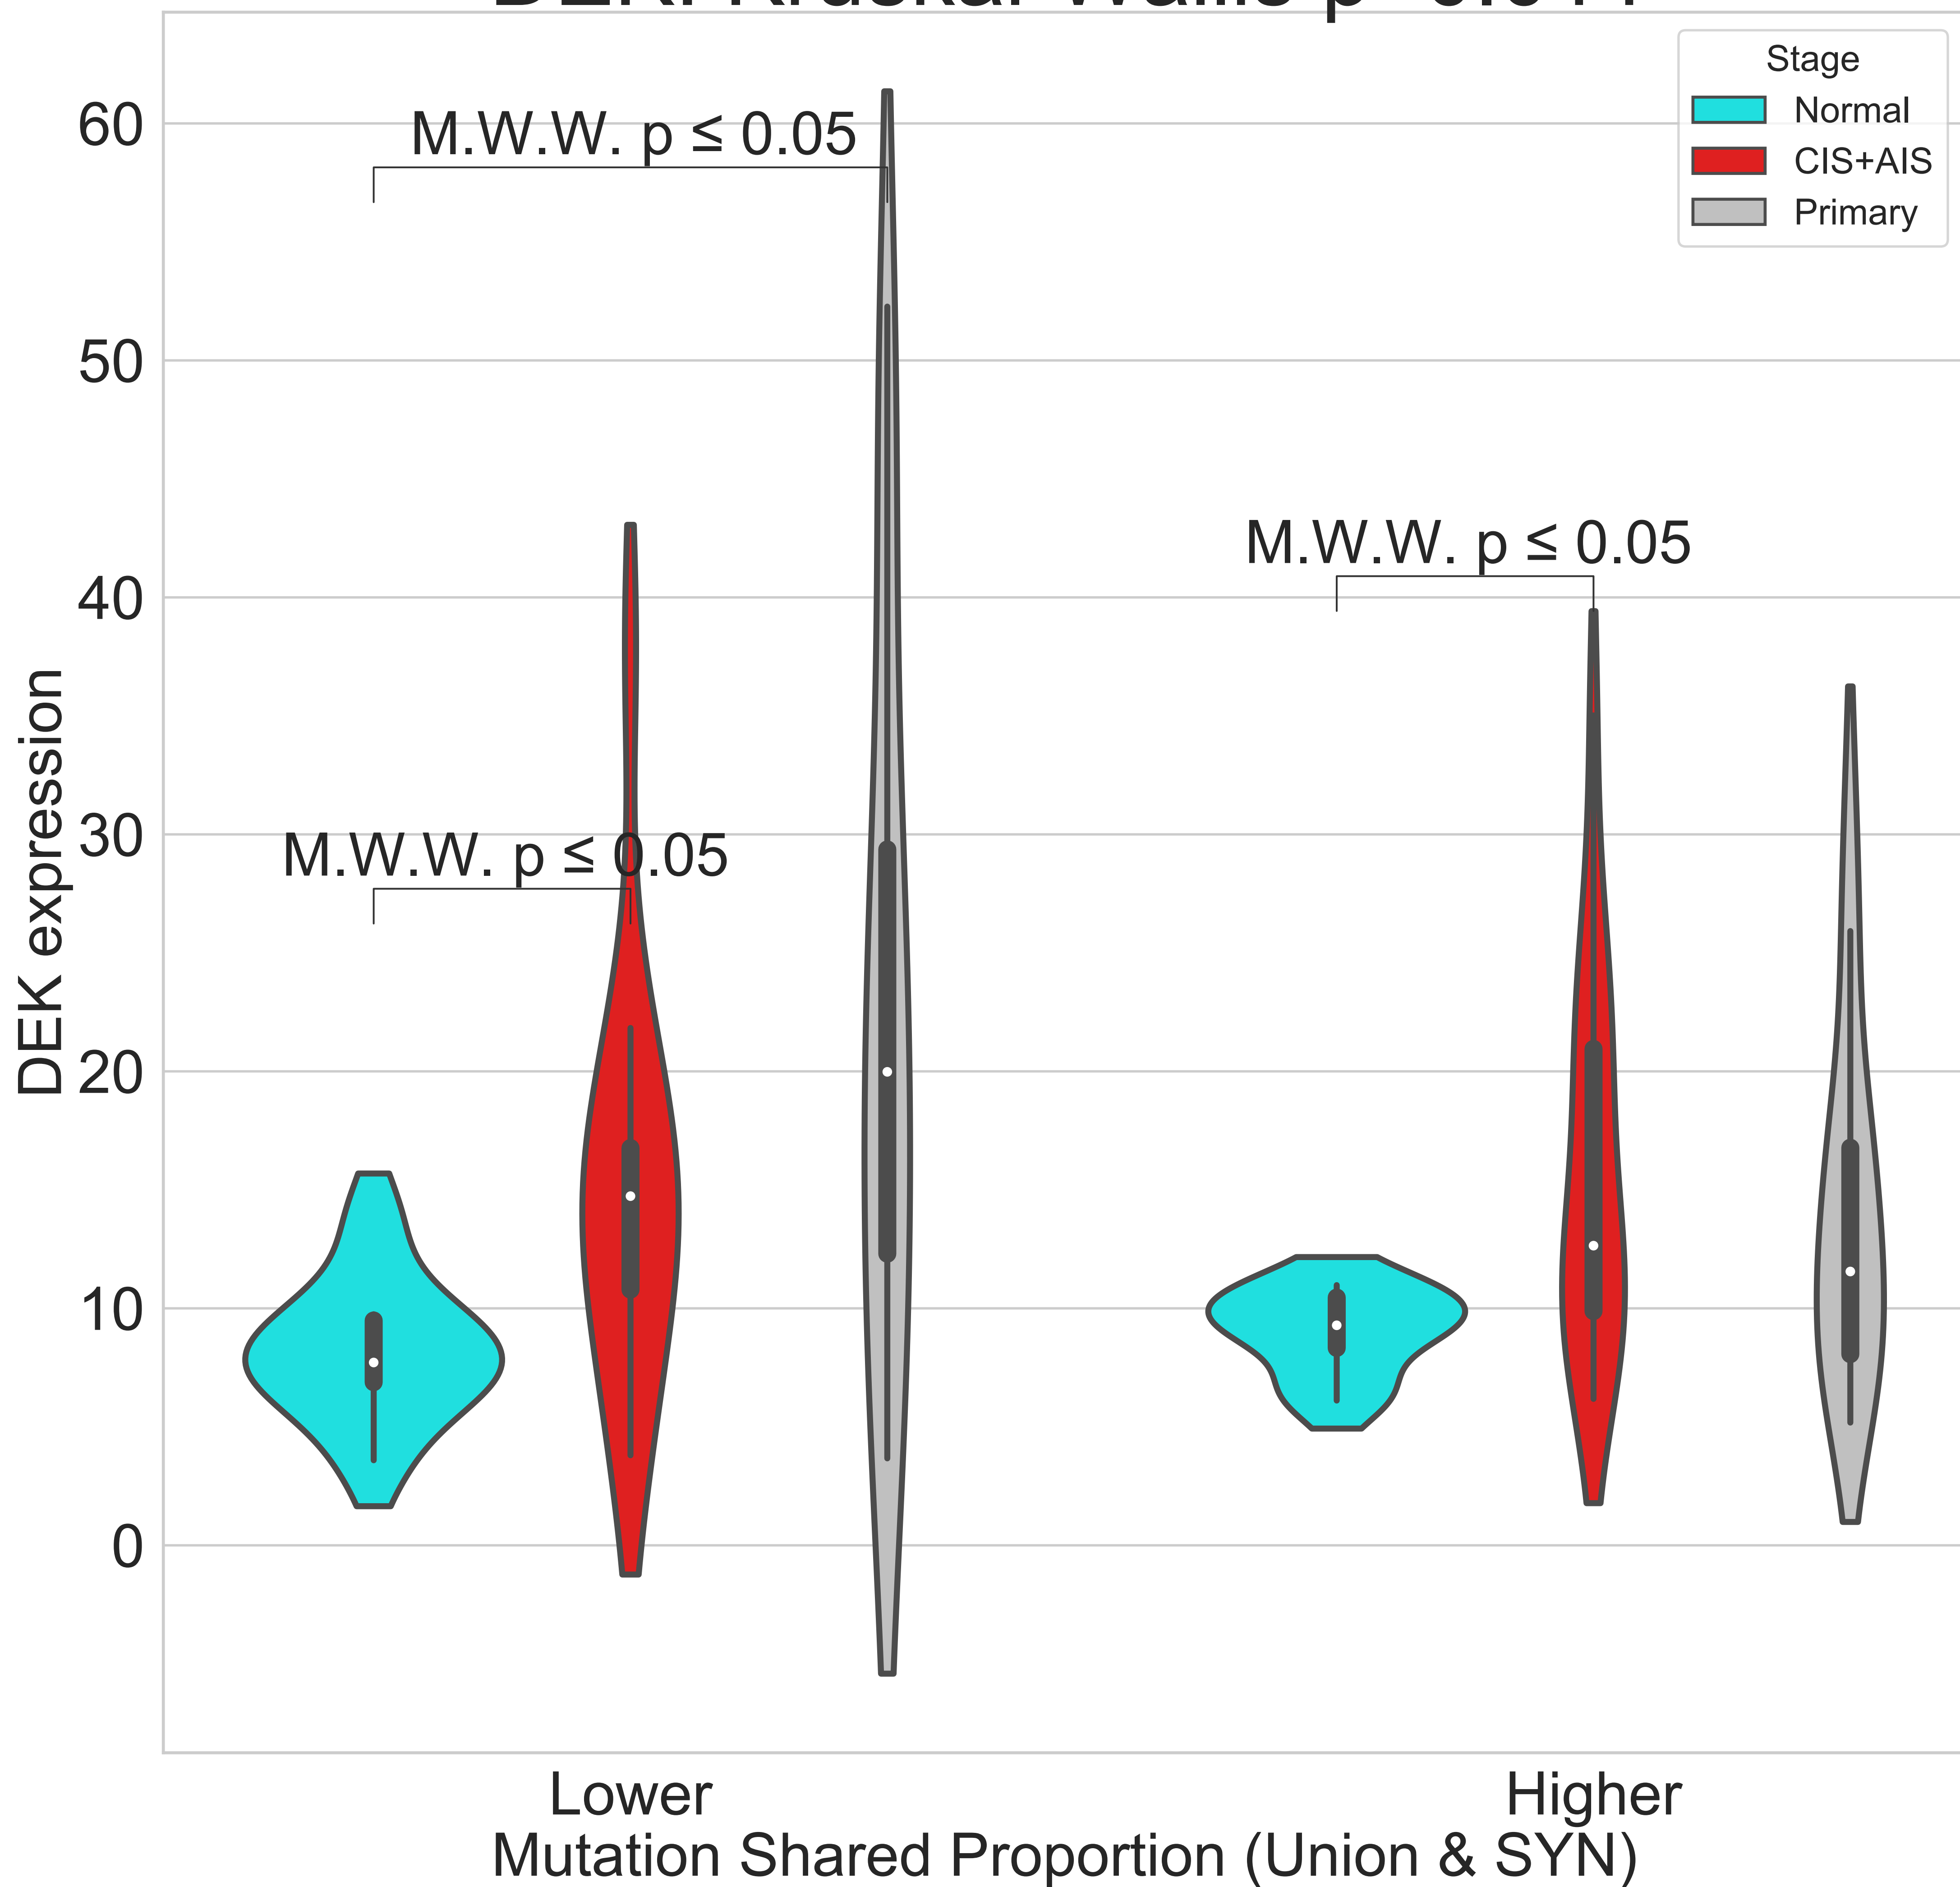 Stage
Normal
CIS+AIS
Primary
M.W.W. p ≤ 0.05
M.W.W. p ≤ 0.05
M.W.W. p ≤ 0.05
60
50
40
30
20
10
0
DEK expression
Lower
Higher
Mutation Shared Proportion (Union & SYN)